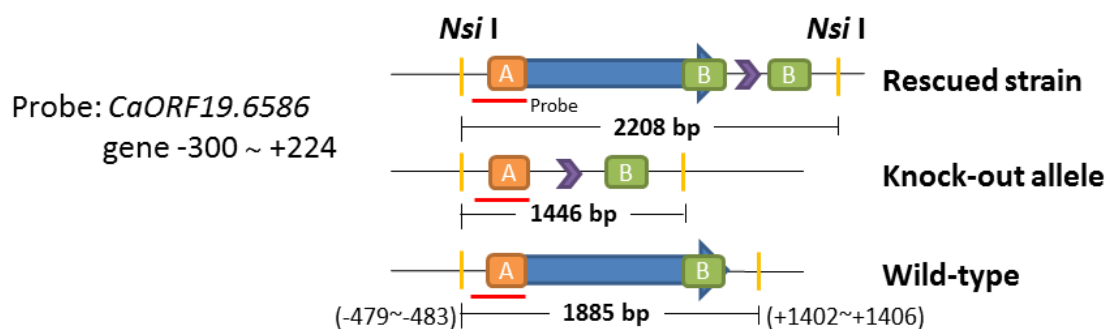 Nsi I
Nsi I
A
B
B
Rescued strain
Probe
Probe: CaORF19.6586
gene -300 ~ +224
2208 bp
A
B
Knock-out allele
1446 bp
A
B
Wild-type
(-479~-483)
1885 bp
(+1402~+1406)